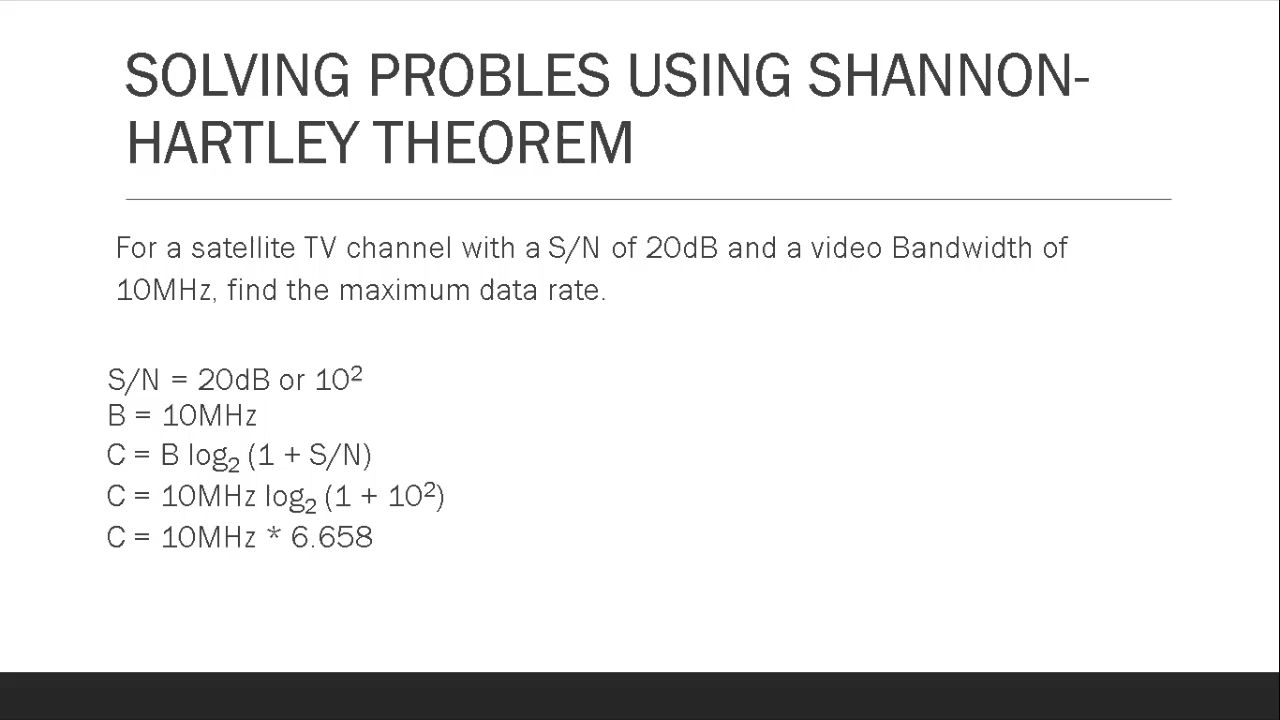 SOLVING PROBLES USING SHANNON-
HARTLEY THEOREM
For a satellite TV channel with a S/N of 20dB and a video Bandwidth of
10MHz, find the maximum data rate.
S/N = 20dB or 10²
B = 10MHz
C = B log₂ (1 + S/N)
C = 10MHz log₂ (1 + 10²)
C = 10MHz * 6.658